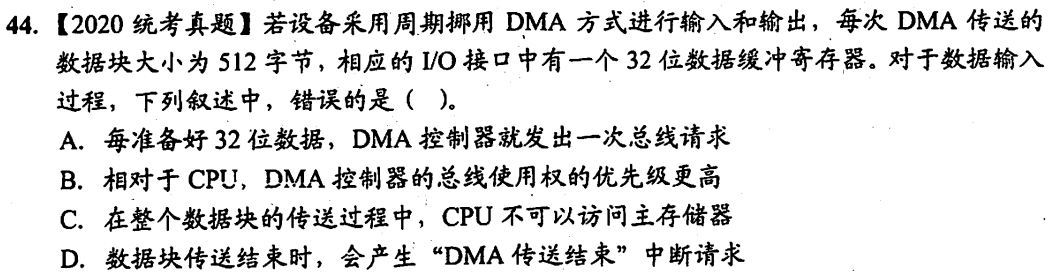 44.【2020 统考真题】若设备采用周期挪用 DMA 方式进行输入和输出，每次 DMA 传送的
数据块大小为 512 字节，相应的 I/O 接口中有一个 32 位数据缓冲寄存器。对于数据输入
过程，下列叙述中，错误的是（ ）。
A. 每准备好 32 位数据，DMA 控制器就发出一次总线请求
B. 相对于 CPU，DMA 控制器的总线使用权的优先级更高
C. 在整个数据块的传送过程中，CPU 不可以访问主存储器
D. 数据块传送结束时，会产生“DMA 传送结束”中断请求